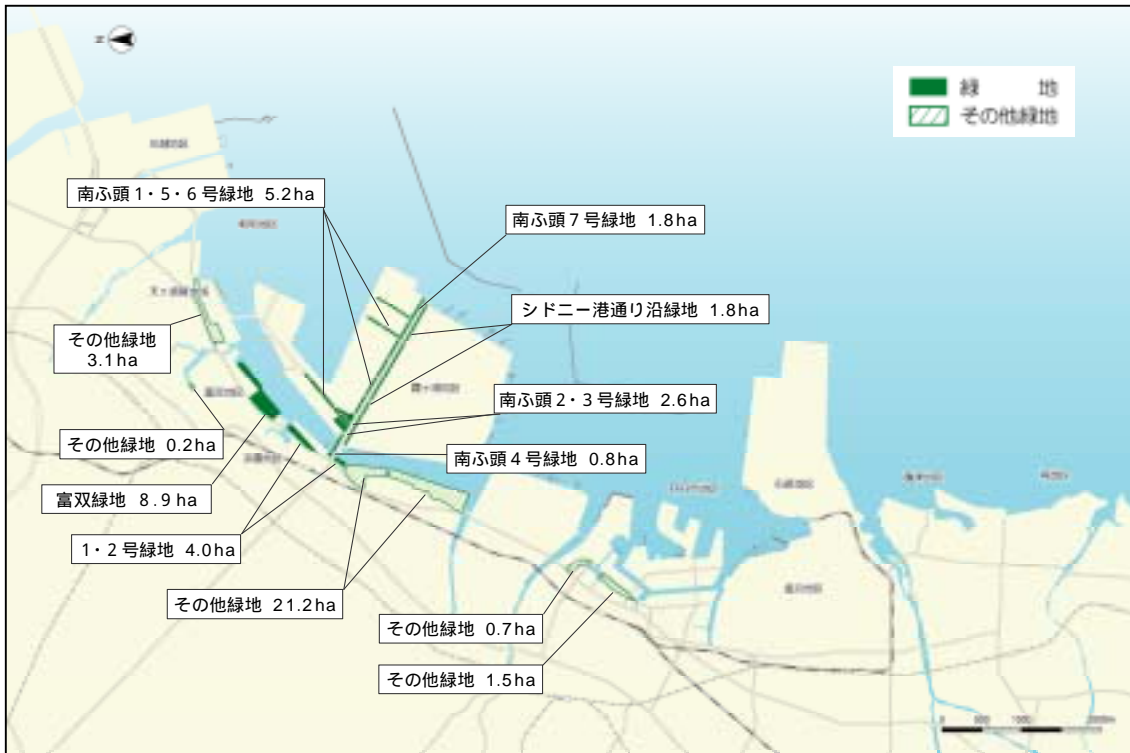 N
緑 地
その他緑地
南ふ頭1・5・6号緑地 5.2ha
南ふ頭7号緑地 1.8ha
シドニー港通り沿緑地 1.8ha
その他緑地
3.1ha
南ふ頭2・3号緑地 2.6ha
その他緑地 0.2ha
南ふ頭4号緑地 0.8ha
富双緑地 8.9ha
1・2号緑地 4.0ha
その他緑地 21.2ha
その他緑地 0.7ha
その他緑地 1.5ha
0 500 1000 2000m